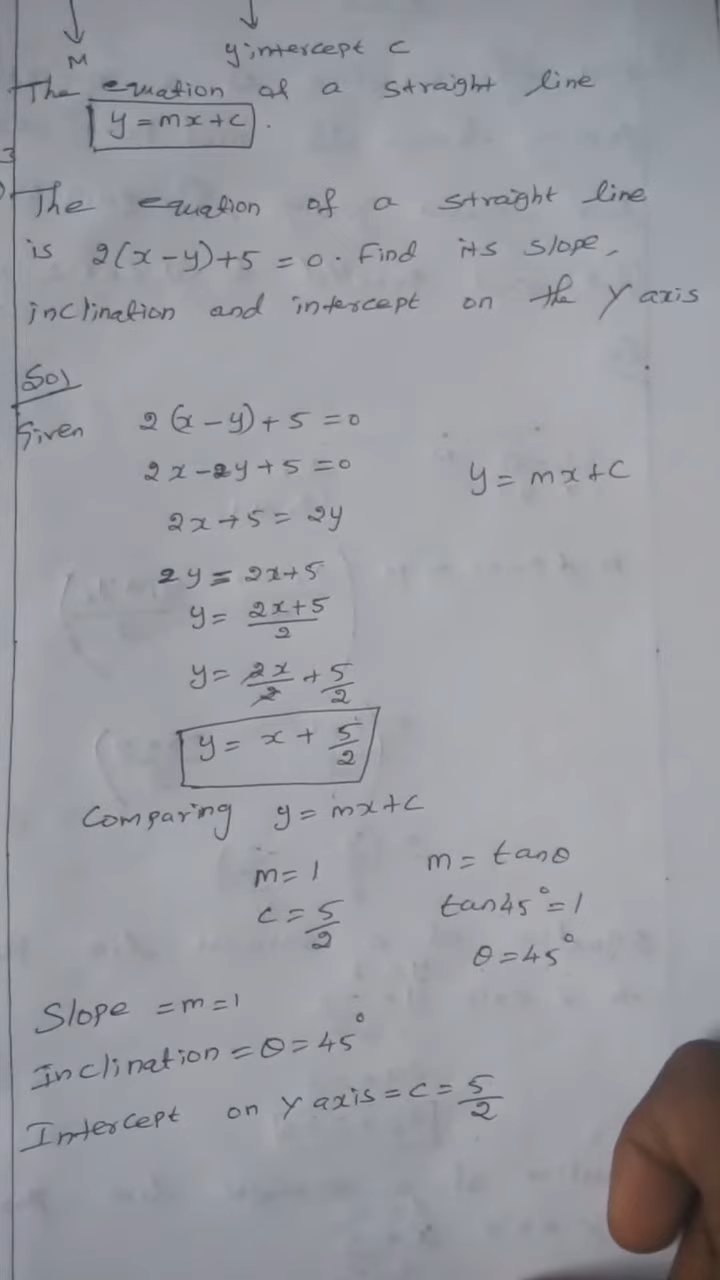 M
y intercept c
The equation of a straight line
y = mx + c.
3
The equation of a straight line
is 2(x - y) + 5 = 0. Find its slope,
inclination and intercept on the Y axis
Sol
Given 2(x - y) + 5 = 0
2x - 2y + 5 = 0 y = mx + c
2x + 5 = 2y
2y = 2x + 5
y = (2x + 5)/2
y = 2x/2 + 5/2
y = x + 5/2
Comparing y = mx + c
m = 1 m = tanθ
c = 5/2 tan45° = 1
θ = 45°
Slope = m = 1
Inclination = θ = 45°
Intercept on Y axis = c = 5/2